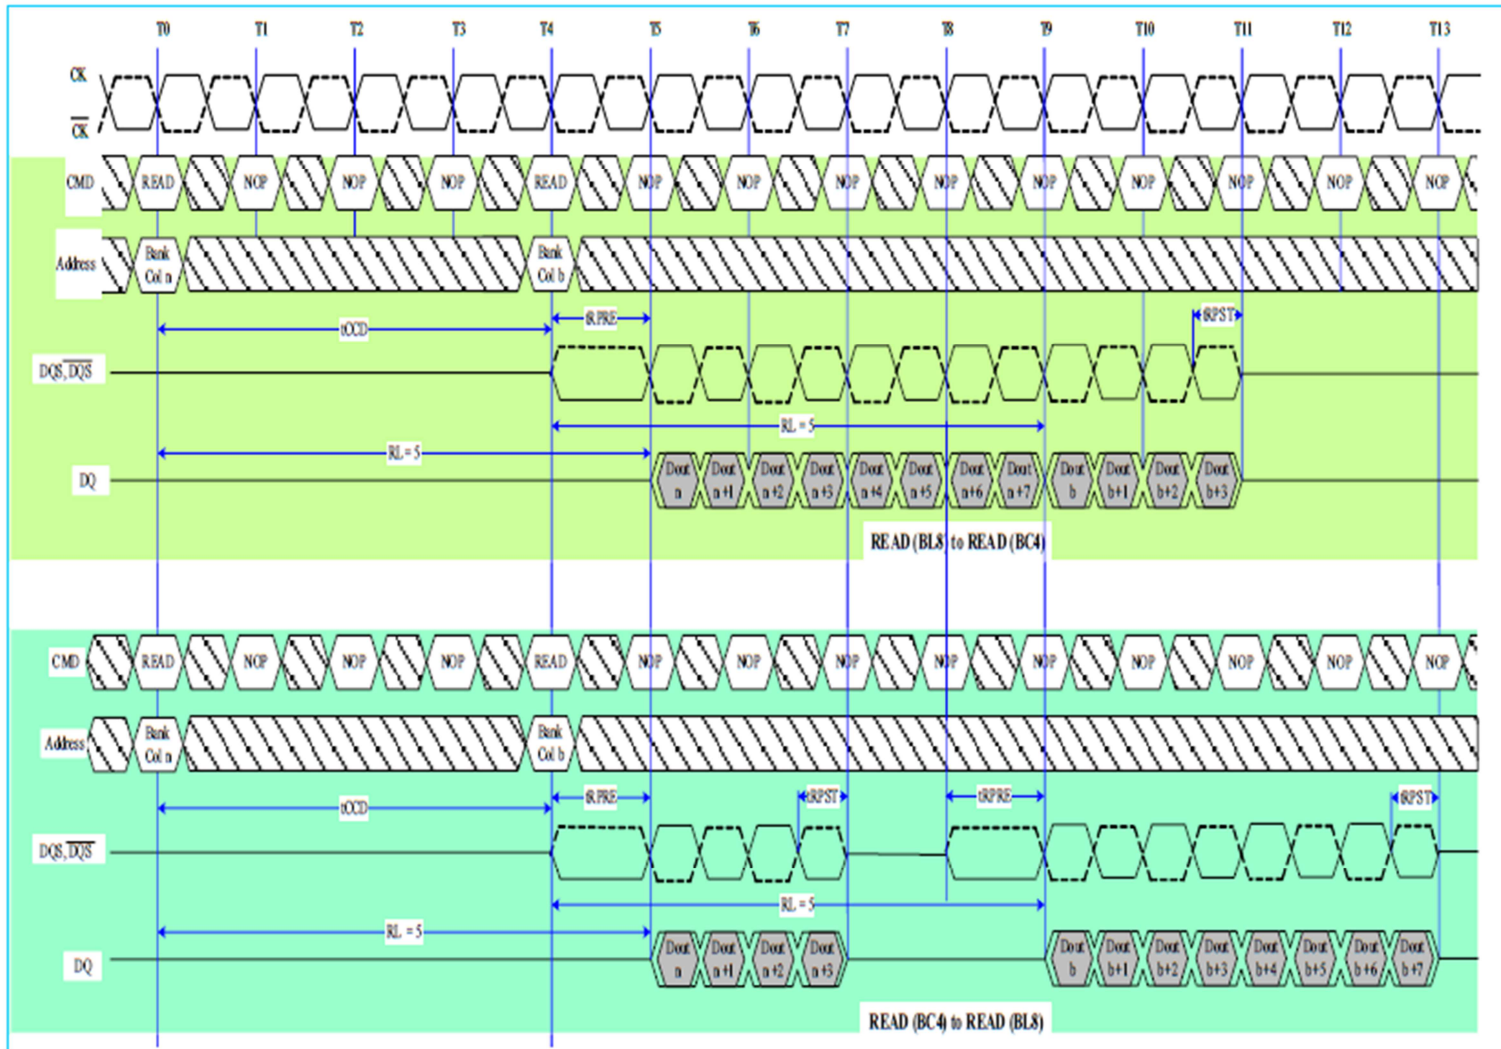 T0 T1 T2 T3 T4 T5 T6 T7 T8 T9 T10 T11 T12 T13
CK
CK
CMD READ NOP NOP NOP READ NOP NOP NOP NOP NOP NOP NOP NOP NOP
Address Bank Col n Bank Col b
tRPRE tRPST
tCCD
DQS, DQS
RL = 5
RL = 5
DQ Dout n Dout n+1 Dout n+2 Dout n+3 Dout n+4 Dout n+5 Dout n+6 Dout n+7 Dout b Dout b+1 Dout b+2 Dout b+3
READ (BL8) to READ (BC4)
CMD READ NOP NOP NOP READ NOP NOP NOP NOP NOP NOP NOP NOP NOP
Address Bank Col n Bank Col b
tRPRE tRPST tRPRE tRPST
tCCD
DQS, DQS
RL = 5
RL = 5
DQ Dout n Dout n+1 Dout n+2 Dout n+3 Dout b Dout b+1 Dout b+2 Dout b+3 Dout b+4 Dout b+5 Dout b+6 Dout b+7
READ (BC4) to READ (BL8)